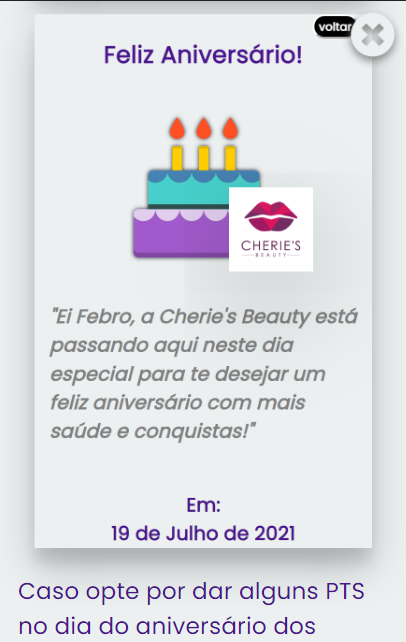 voltar
Feliz Aniversário!
CHERIE'S
BEAUTY
"Ei Febro, a Cherie's Beauty está
passando aqui neste dia
especial para te desejar um
feliz aniversário com mais
saúde e conquistas!"
Em:
19 de Julho de 2021
Caso opte por dar alguns PTS
no dia do aniversário dos